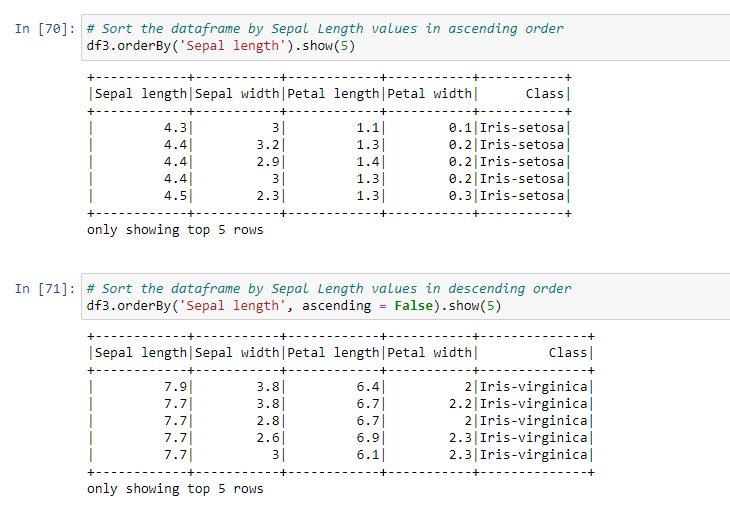 In [70]: # Sort the dataframe by Sepal Length values in ascending order
df3.orderBy('Sepal length').show(5)
+------------+-----------+------------+-----------+-----------+
|Sepal length|Sepal width|Petal length|Petal width|      Class|
+------------+-----------+------------+-----------+-----------+
|         4.3|          3|         1.1|        0.1|Iris-setosa|
|         4.4|        3.2|         1.3|        0.2|Iris-setosa|
|         4.4|        2.9|         1.4|        0.2|Iris-setosa|
|         4.4|          3|         1.3|        0.2|Iris-setosa|
|         4.5|        2.3|         1.3|        0.3|Iris-setosa|
+------------+-----------+------------+-----------+-----------+
only showing top 5 rows
In [71]: # Sort the dataframe by Sepal Length values in descending order
df3.orderBy('Sepal length', ascending = False).show(5)
+------------+-----------+------------+-----------+--------------+
|Sepal length|Sepal width|Petal length|Petal width|         Class|
+------------+-----------+------------+-----------+--------------+
|         7.9|        3.8|         6.4|          2|Iris-virginica|
|         7.7|        3.8|         6.7|        2.2|Iris-virginica|
|         7.7|        2.8|         6.7|          2|Iris-virginica|
|         7.7|        2.6|         6.9|        2.3|Iris-virginica|
|         7.7|          3|         6.1|        2.3|Iris-virginica|
+------------+-----------+------------+-----------+--------------+
only showing top 5 rows